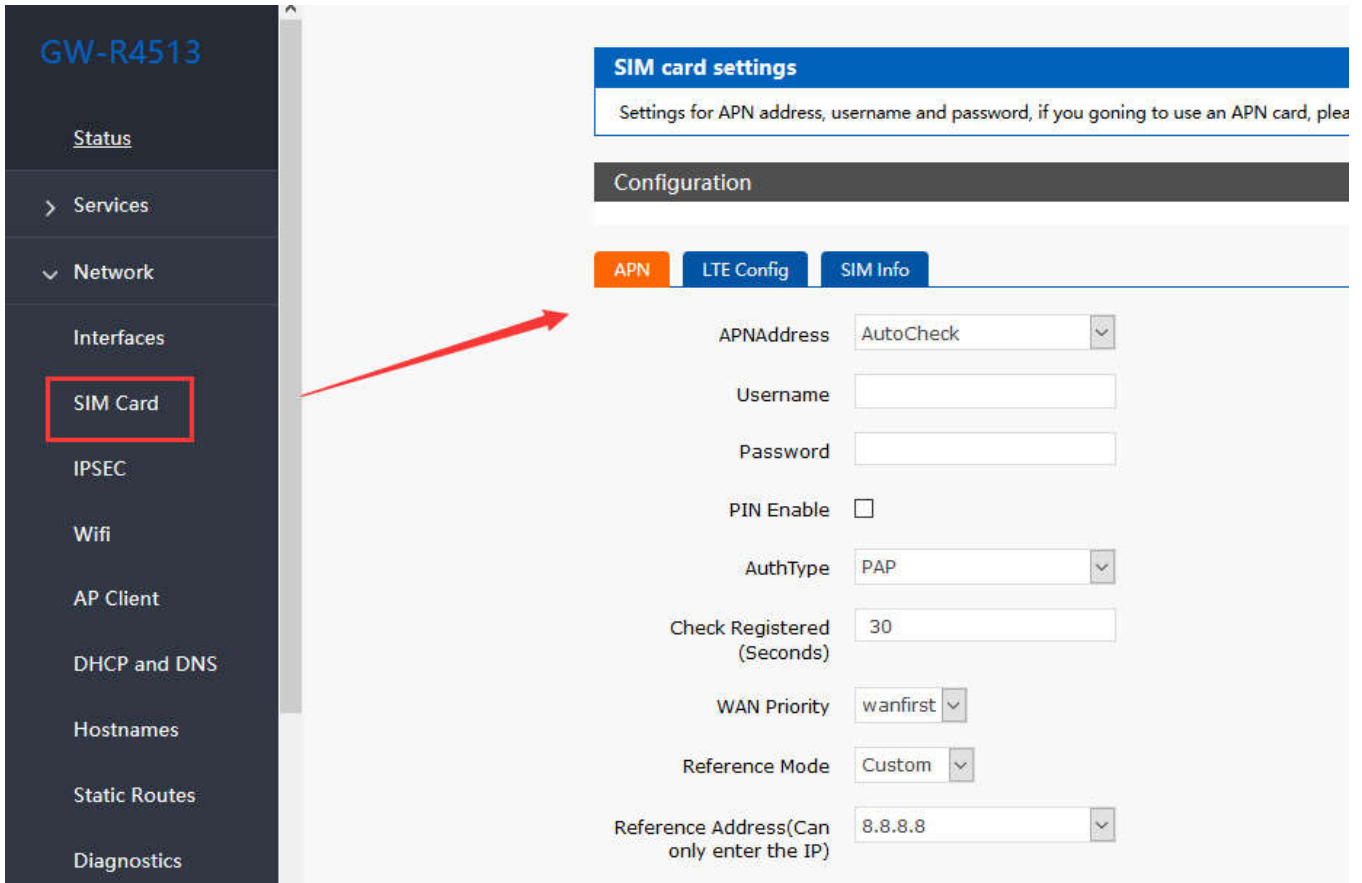 GW-R4513
Status
Services
Network
Interfaces
SIM Card
IPSEC
Wifi
AP Client
DHCP and DNS
Hostnames
Static Routes
Diagnostics
SIM card settings
Settings for APN address, username and password, if you goning to use an APN card, plea
Configuration
APN LTE Config SIM Info
APNAddress AutoCheck
Username
Password
PIN Enable
AuthType PAP
Check Registered 30
(Seconds)
WAN Priority wanfirst
Reference Mode Custom
Reference Address(Can 8.8.8.8
only enter the IP)